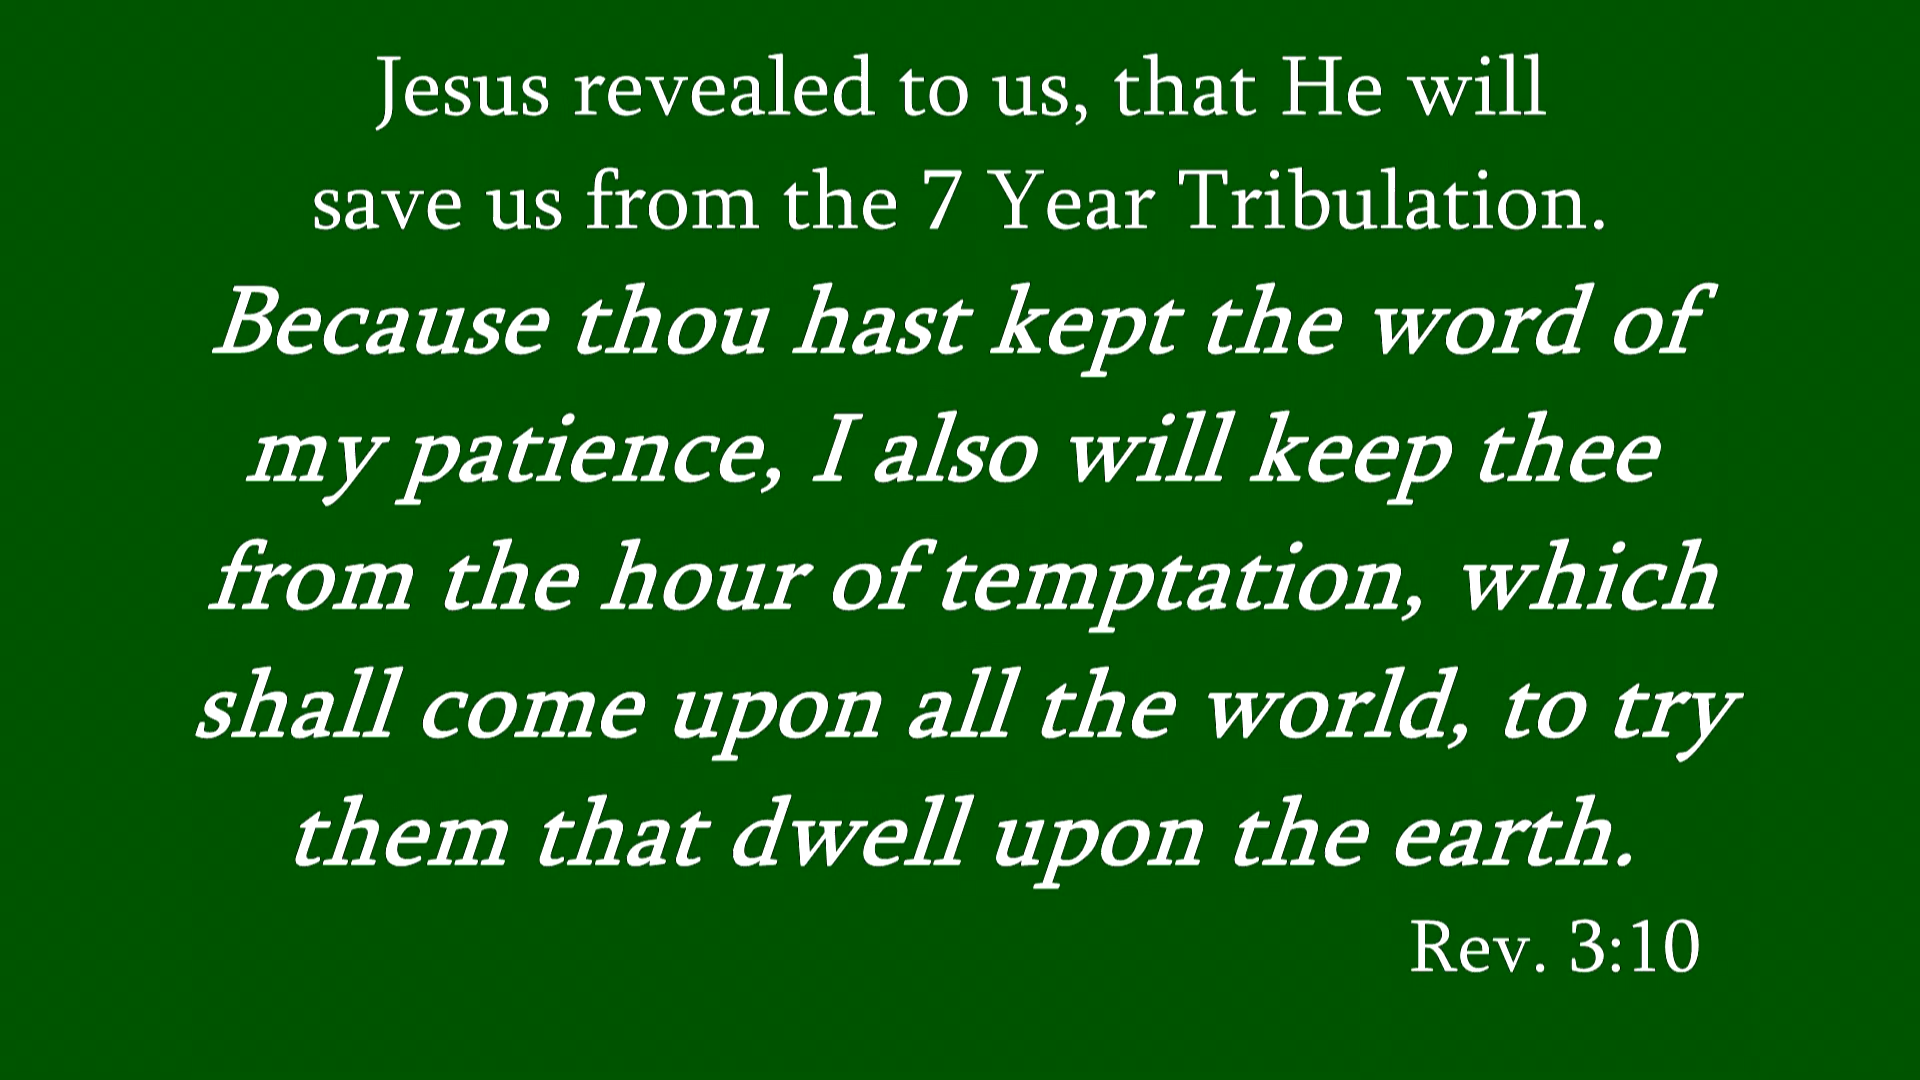 Jesus revealed to us, that He will
save us from the 7 Year Tribulation.
Because thou hast kept the word of
my patience, I also will keep thee
from the hour of temptation, which
shall come upon all the world, to try
them that dwell upon the earth.
Rev. 3:10